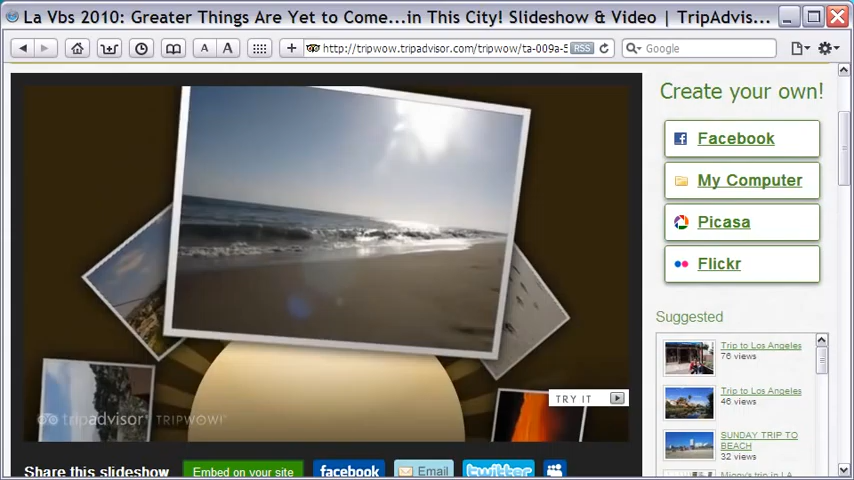 La Vbs 2010: Greater Things Are Yet to Come...in This City! Slideshow & Video | TripAdvis...
A A
http://tripwow.tripadvisor.com/tripwow/ta-009a-5
RSS
Google
Create your own!
Facebook
My Computer
Picasa
Flickr
Suggested
Trip to Los Angeles
76 views
Trip to Los Angeles
46 views
SUNDAY TRIP TO
BEACH
32 views
TRY IT
tripadvisor® TRIPWOW!
Share this slideshow
Embed on your site
facebook
Email
twitter